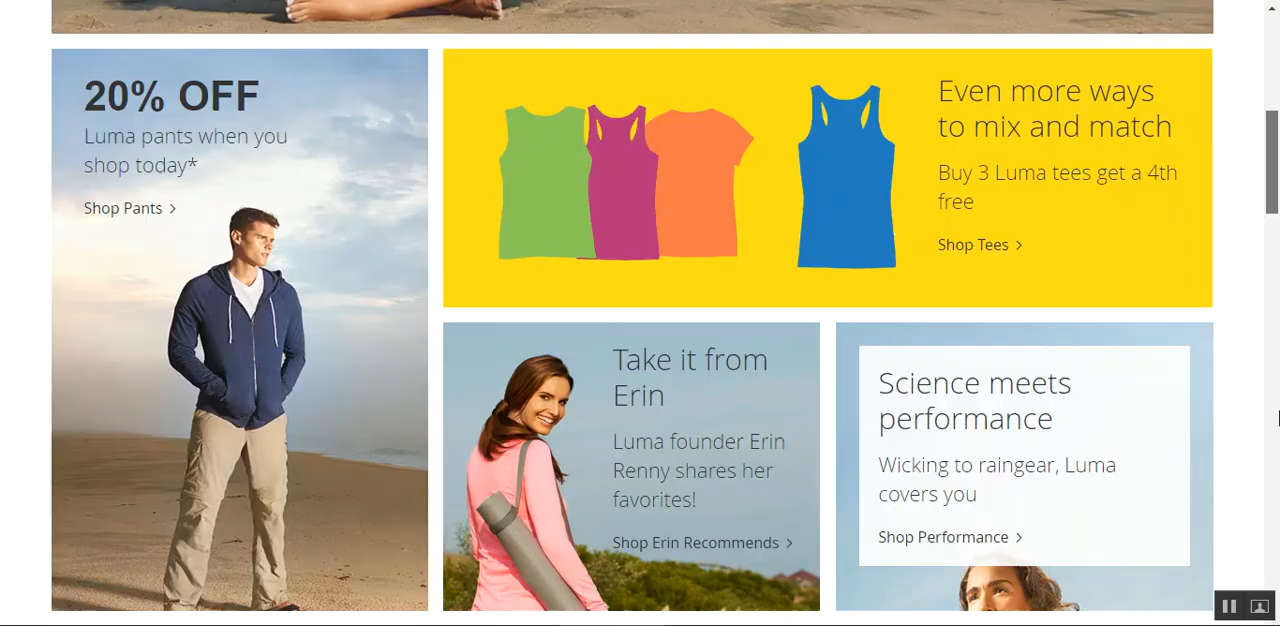 20% OFF
Luma pants when you
shop today*
Shop Pants >
Even more ways
to mix and match
Buy 3 Luma tees get a 4th
free
Shop Tees >
Take it from
Erin
Luma founder Erin
Renny shares her
favorites!
Shop Erin Recommends >
Science meets
performance
Wicking to raingear, Luma
covers you
Shop Performance >